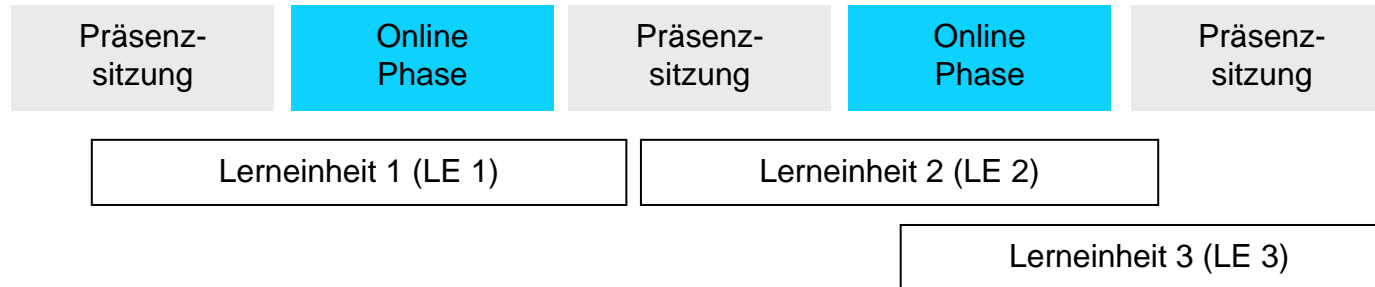 Präsenz-
sitzung
Online
Phase
Präsenz-
sitzung
Online
Phase
Präsenz-
sitzung
Lerneinheit 1 (LE 1)
Lerneinheit 2 (LE 2)
Lerneinheit 3 (LE 3)